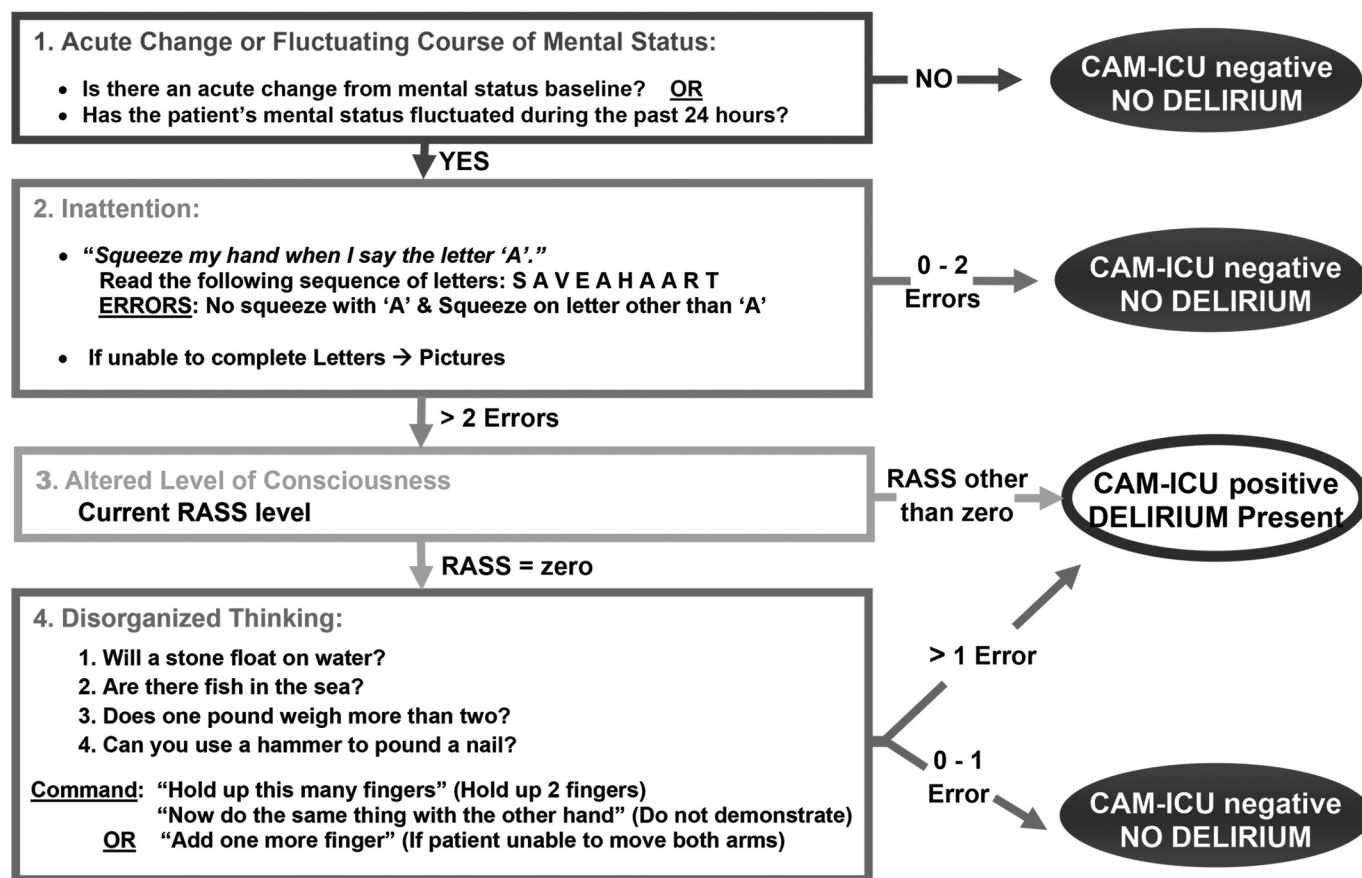 1. Acute Change or Fluctuating Course of Mental Status:
• Is there an acute change from mental status baseline? OR
• Has the patient’s mental status fluctuated during the past 24 hours?
NO
CAM-ICU negative
NO DELIRIUM
YES
2. Inattention:
• “Squeeze my hand when I say the letter ‘A’.”
Read the following sequence of letters: S A V E A H A A R T
ERRORS: No squeeze with ‘A’ & Squeeze on letter other than ‘A’
• If unable to complete Letters → Pictures
0 - 2
Errors
CAM-ICU negative
NO DELIRIUM
> 2 Errors
3. Altered Level of Consciousness
Current RASS level
RASS other
than zero
CAM-ICU positive
DELIRIUM Present
RASS = zero
4. Disorganized Thinking:
1. Will a stone float on water?
2. Are there fish in the sea?
3. Does one pound weigh more than two?
4. Can you use a hammer to pound a nail?
Command: “Hold up this many fingers” (Hold up 2 fingers)
“Now do the same thing with the other hand” (Do not demonstrate)
OR “Add one more finger” (If patient unable to move both arms)
> 1 Error
0 - 1
Error
CAM-ICU negative
NO DELIRIUM